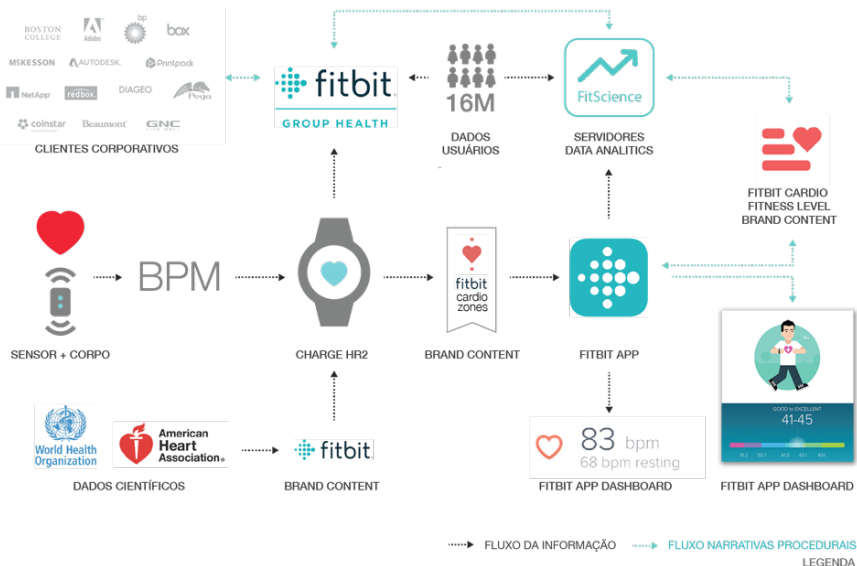 BOSTON
COLLEGE
Adobe
bp
box
MCKESSON
AUTODESK.
Printpack
NetApp
redbox.
DIAGEO
Pega
coinstar
Beaumont
GNC
LIVE WELL
CLIENTES CORPORATIVOS
fitbit.
GROUP HEALTH
16M
DADOS
USUÁRIOS
FitScience
SERVIDORES
DATA ANALITICS
FITBIT CARDIO
FITNESS LEVEL
BRAND CONTENT
SENSOR + CORPO
BPM
CHARGE HR2
fitbit
cardio
zones
BRAND CONTENT
FITBIT APP
GOOD to EXCELLENT
41-45
FITBIT APP DASHBOARD
World Health
Organization
American
Heart
Association®
DADOS CIENTÍFICOS
fitbit.
BRAND CONTENT
83 bpm
68 bpm resting
FITBIT APP DASHBOARD
FLUXO DA INFORMAÇÃO
FLUXO NARRATIVAS PROCEDURAIS
LEGENDA